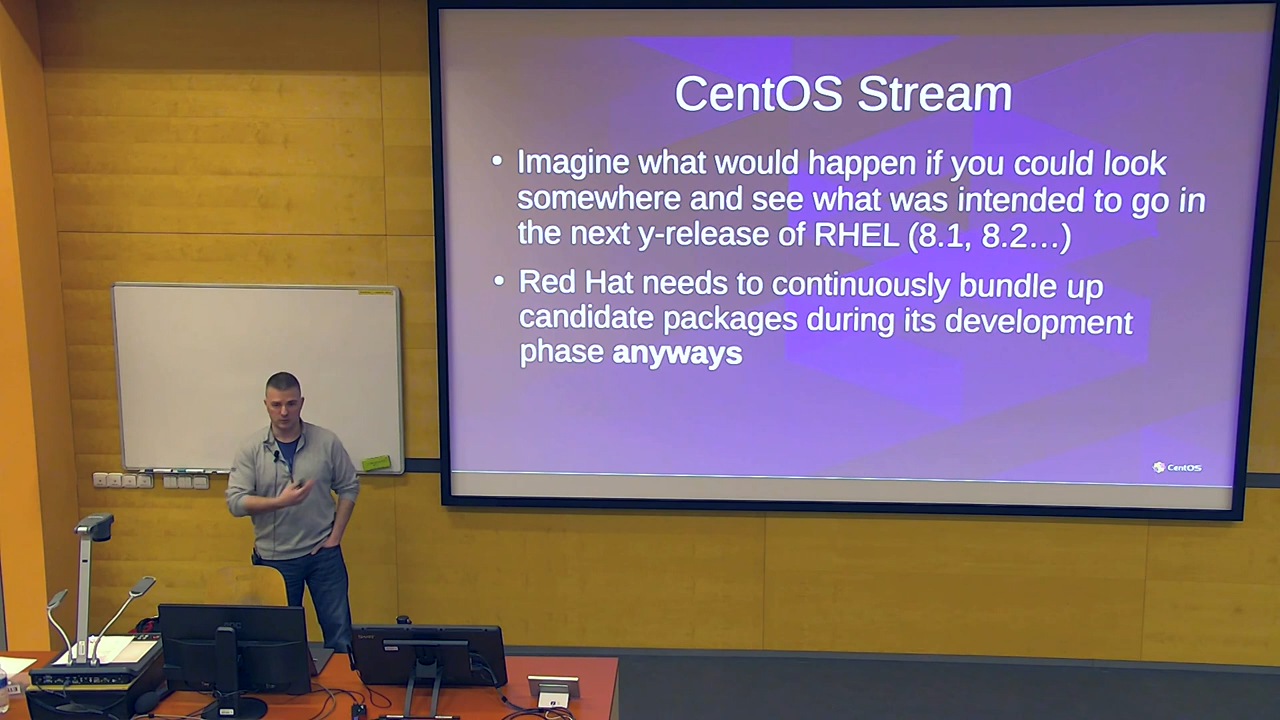 CentOS Stream
• Imagine what would happen if you could look
somewhere and see what was intended to go in
the next y-release of RHEL (8.1, 8.2…)
• Red Hat needs to continuously bundle up
candidate packages during its development
phase anyways
CentOS